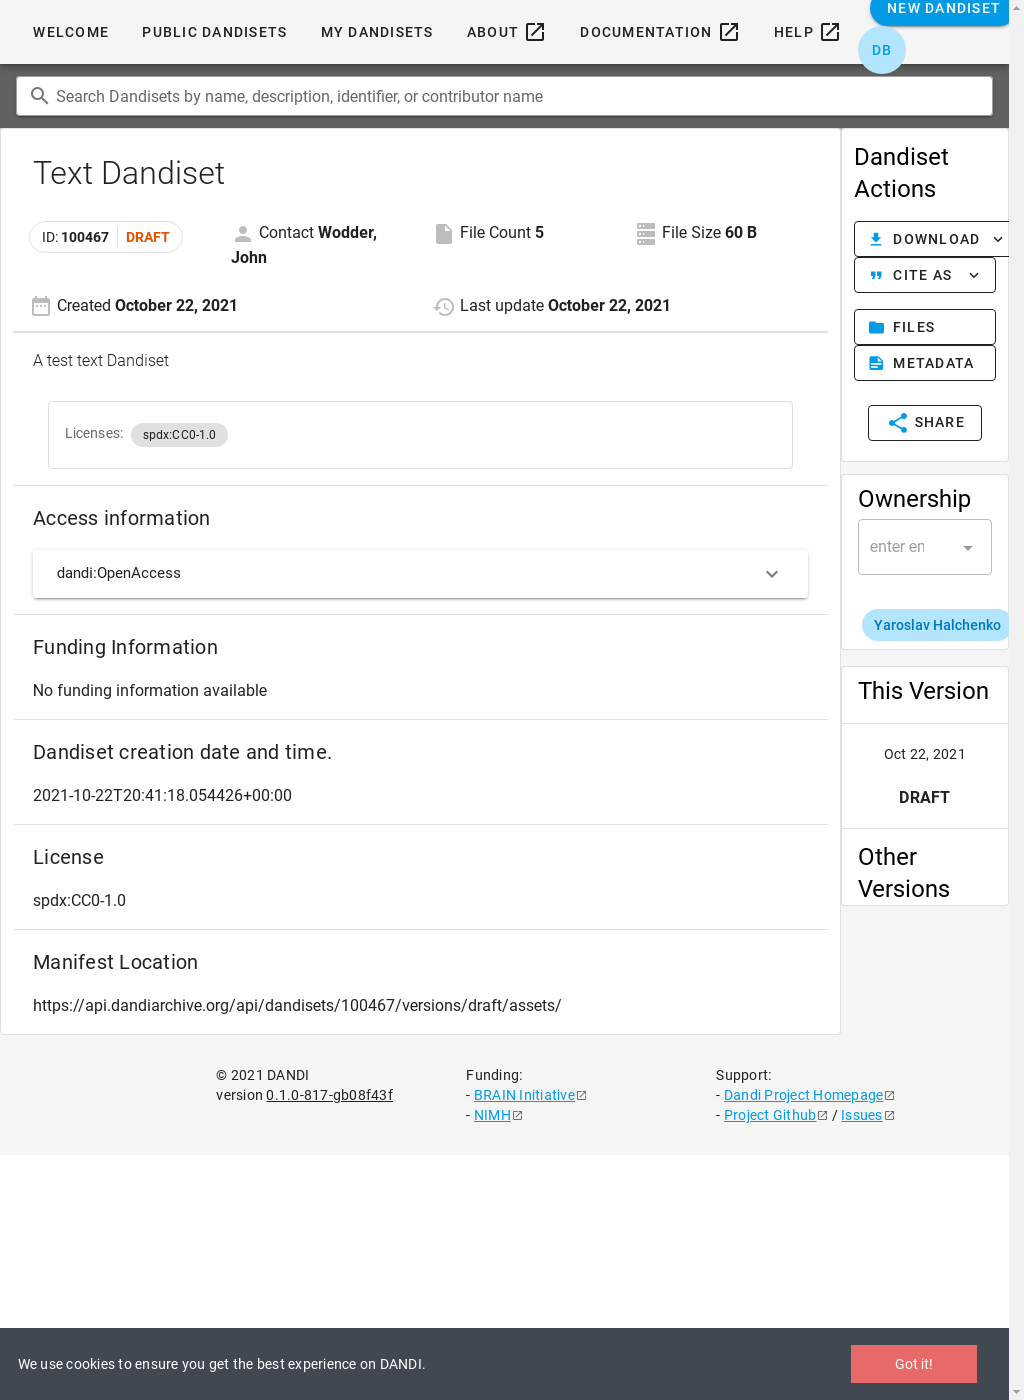 WELCOME
PUBLIC DANDISETS
MY DANDISETS
ABOUT
DOCUMENTATION
HELP
NEW DANDISET
DB
Search Dandisets by name, description, identifier, or contributor name
Text Dandiset
ID: 100467 DRAFT
Contact Wodder,
John
File Count 5
File Size 60 B
Created October 22, 2021
Last update October 22, 2021
A test text Dandiset
Licenses: spdx:CC0-1.0
Access information
dandi:OpenAccess
Funding Information
No funding information available
Dandiset creation date and time.
2021-10-22T20:41:18.054426+00:00
License
spdx:CC0-1.0
Manifest Location
https://api.dandiarchive.org/api/dandisets/100467/versions/draft/assets/
Dandiset
Actions
DOWNLOAD
CITE AS
FILES
METADATA
SHARE
Ownership
enter en
Yaroslav Halchenko
This Version
Oct 22, 2021
DRAFT
Other
Versions
© 2021 DANDI
version 0.1.0-817-gb08f43f
Funding:
- BRAIN Initiative
- NIMH
Support:
- Dandi Project Homepage
- Project Github / Issues
We use cookies to ensure you get the best experience on DANDI.
Got it!